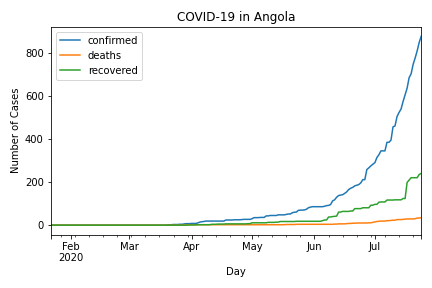 COVID-19 in Angola
confirmed
deaths
recovered
Number of Cases
800
600
400
200
0
Feb
2020
Mar
Apr
May
Jun
Jul
Day